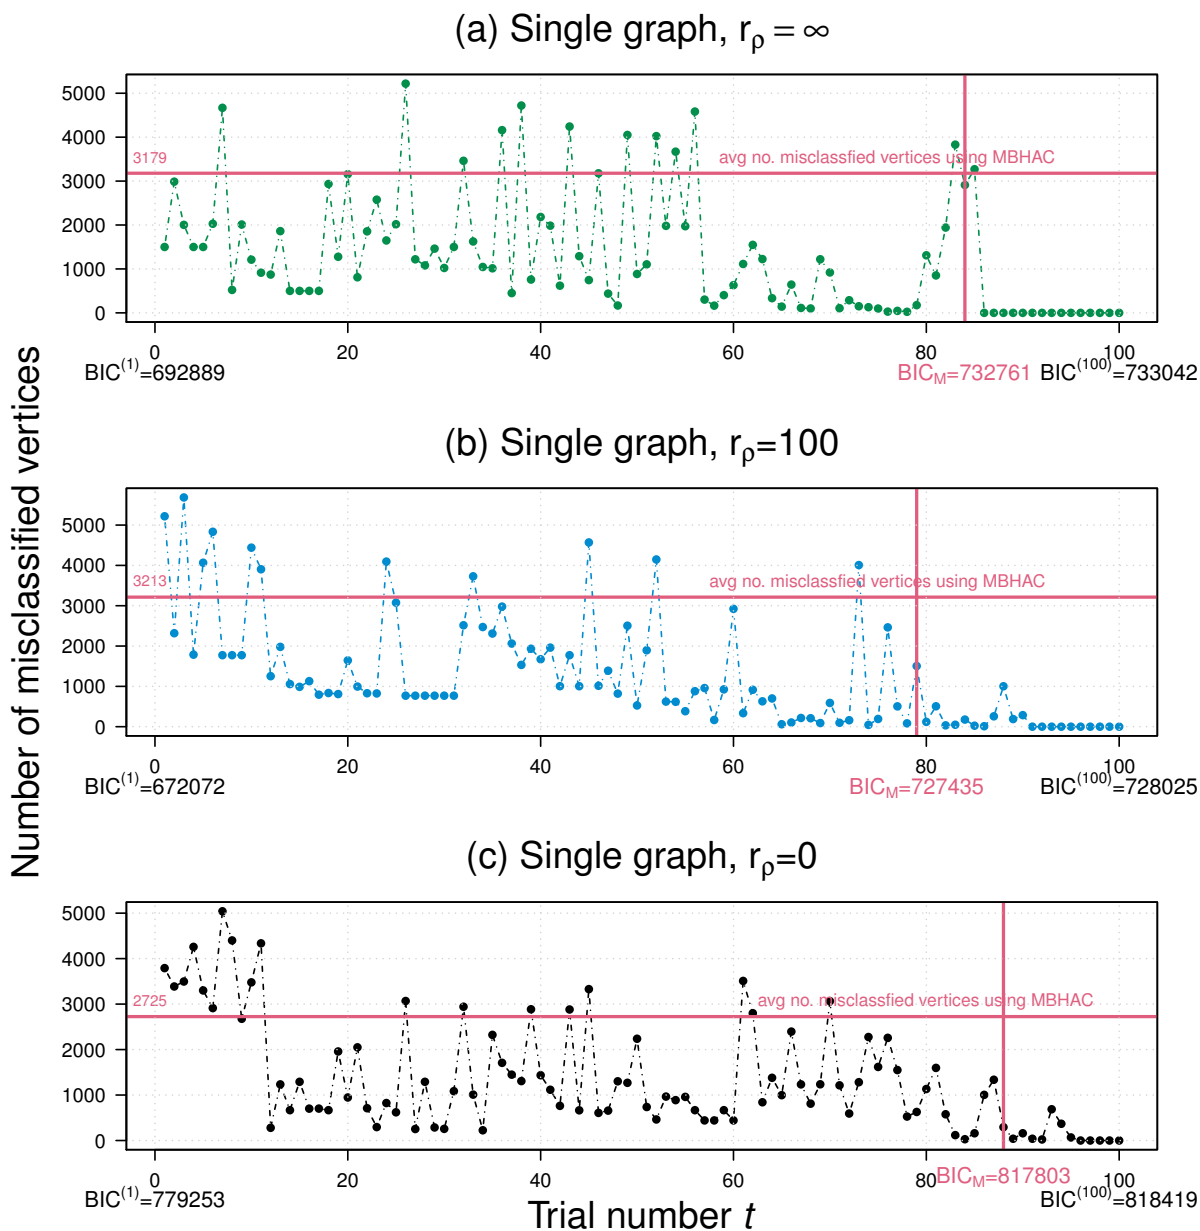 (a) Single graph, rρ = ∞
5000
4000
3000
2000
1000
0
3179
avg no. misclassfied vertices using MBHAC
0 20 40 60 80 100
BIC(1)=692889 BICM=732761 BIC(100)=733042
Number of misclassified vertices
(b) Single graph, rρ=100
5000
4000
3000
2000
1000
0
3213
avg no. misclassfied vertices using MBHAC
0 20 40 60 80 100
BIC(1)=672072 BICM=727435 BIC(100)=728025
(c) Single graph, rρ=0
5000
4000
3000
2000
1000
0
2725
avg no. misclassfied vertices using MBHAC
0 20 40 60 80 100
BIC(1)=779253 BICM=817803 BIC(100)=818419
Trial number t